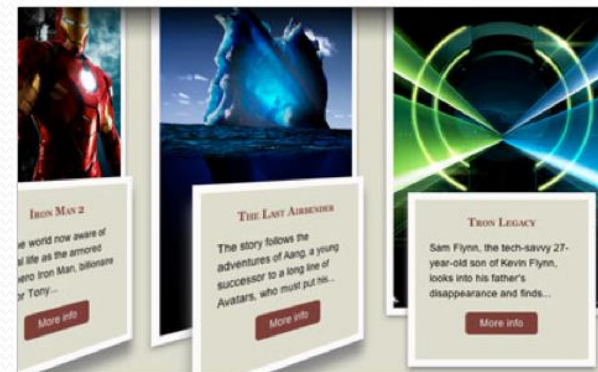 IRON MAN 2
e world now aware of
al life as the armored
ero Iron Man, billionaire
or Tony...
More info
THE LAST AIRBENDER
The story follows the
adventures of Aang, a young
successor to a long line of
Avatars, who must put his...
More info
TRON LEGACY
Sam Flynn, the tech-savvy 27-
year-old son of Kevin Flynn,
looks into his father's
disappearance and finds...
More info